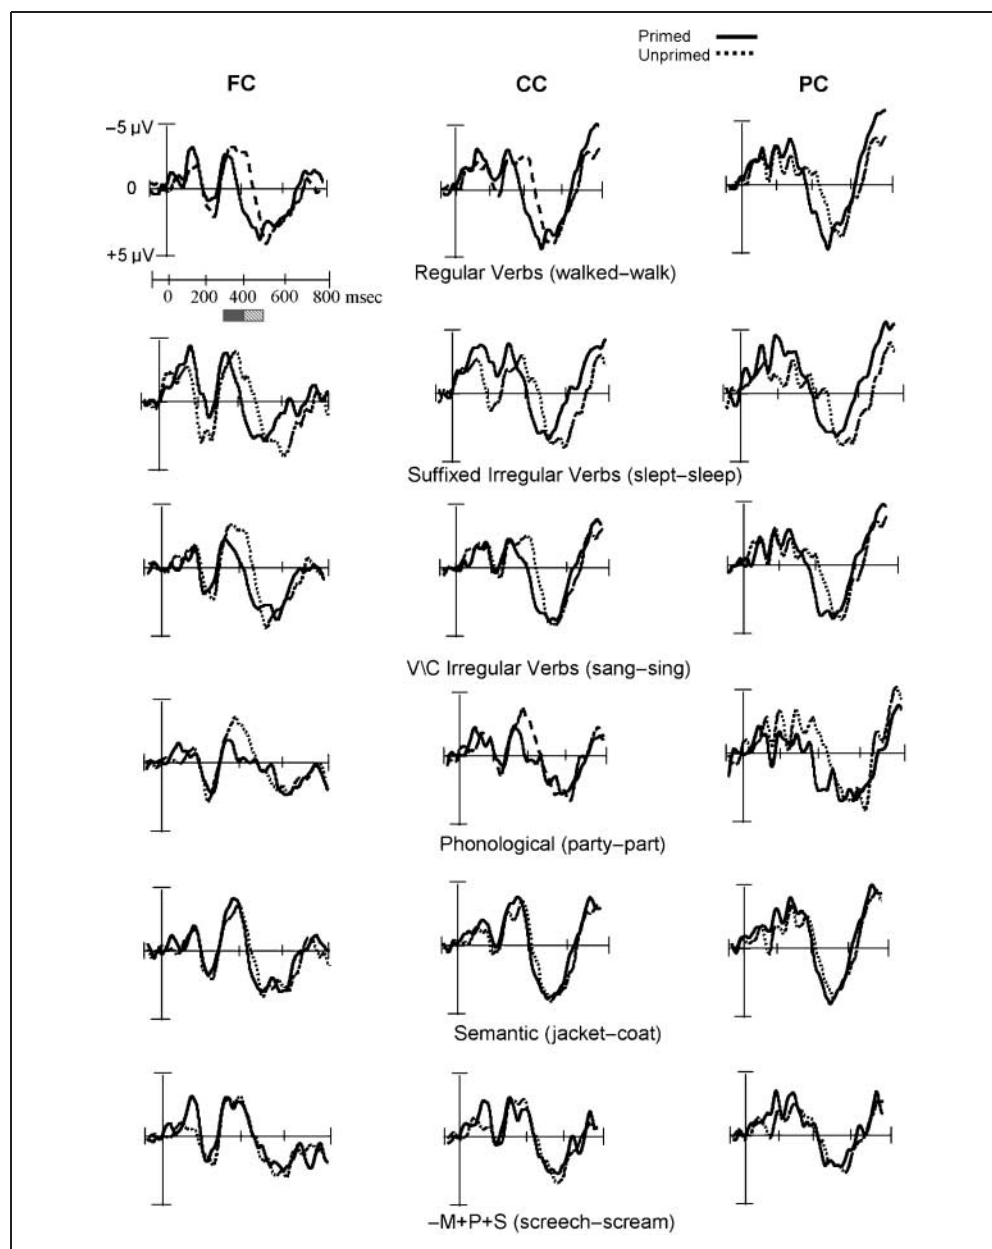 Primed
Unprimed
FC CC PC
–5 µV
0
+5 µV
Regular Verbs (walked–walk)
0 200 400 600 800 msec
Suffixed Irregular Verbs (slept–sleep)
V\C Irregular Verbs (sang–sing)
Phonological (party–part)
Semantic (jacket–coat)
–M+P+S (screech–scream)